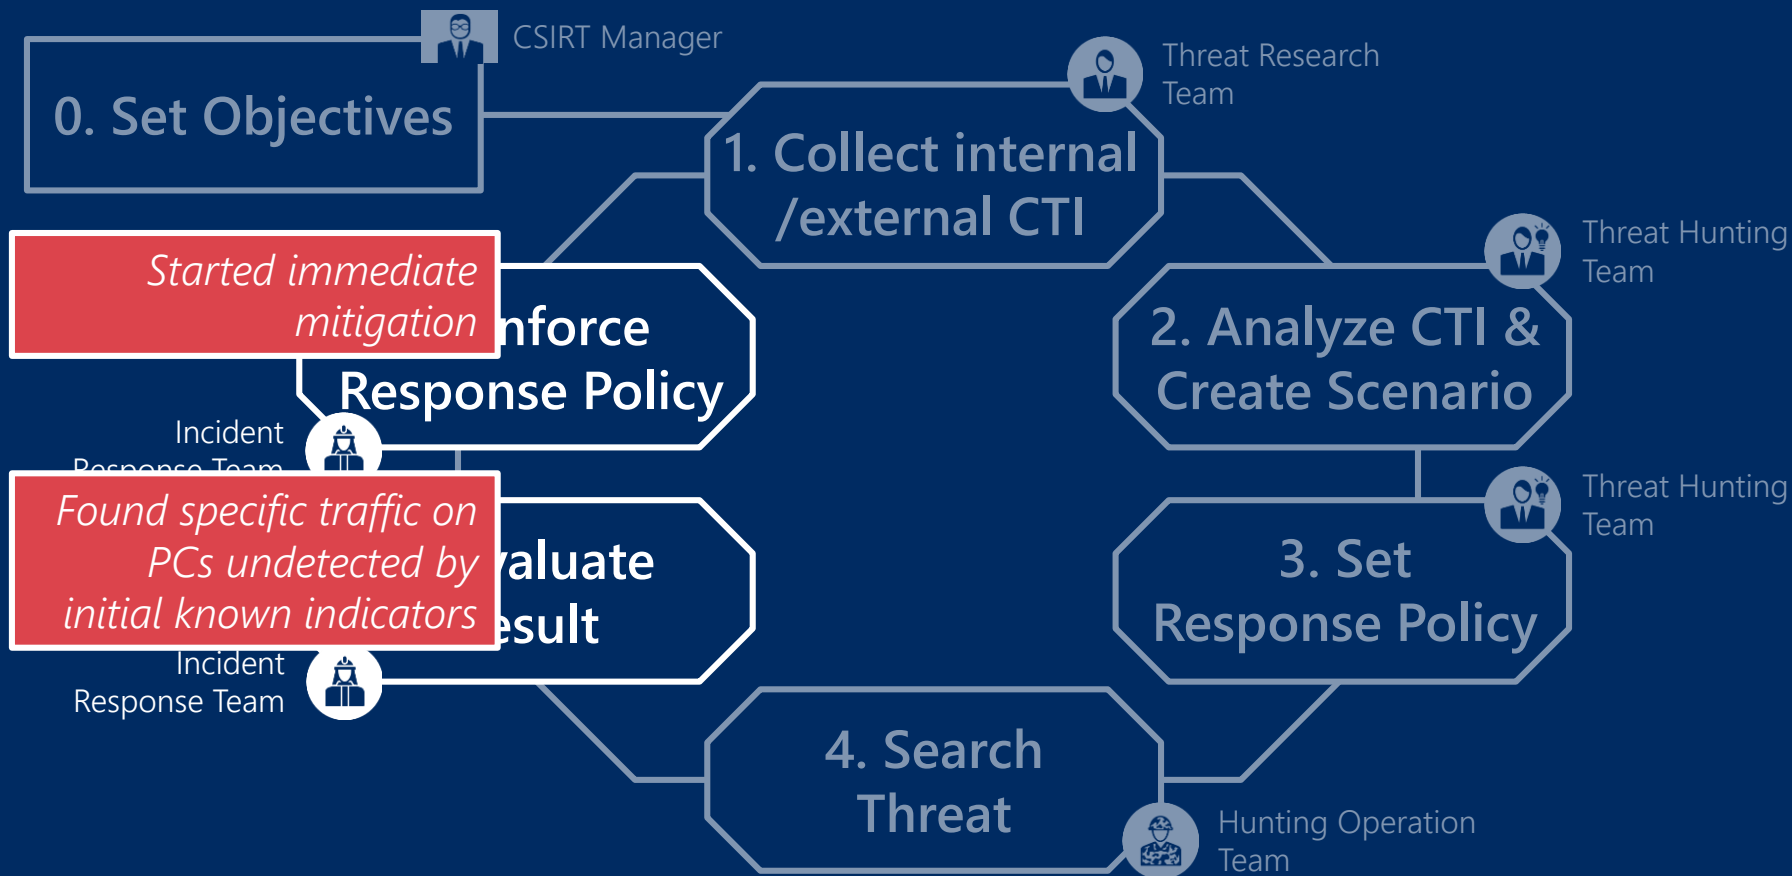 CSIRT Manager
0. Set Objectives
Threat Research
Team
1. Collect internal
/external CTI
Threat Hunting
Team
2. Analyze CTI &
Create Scenario
Threat Hunting
Team
3. Set
Response Policy
4. Search
Threat
Hunting Operation
Team
Found specific traffic on
PCs undetected by
initial known indicators
valuate
esult
Incident
Response Team
Started immediate
mitigation
nforce
Response Policy
Incident
Response Team